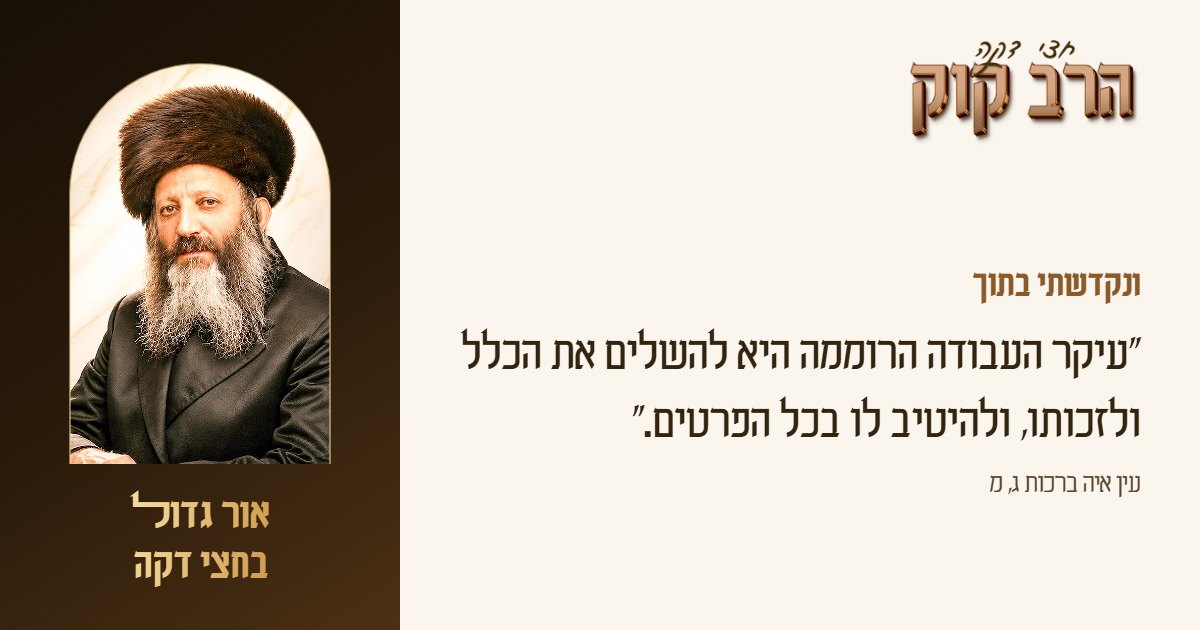 חצי דקה
הרב קוק
ונקדשתי בתוך
"עיקר העבודה הרוממה היא להשלים את הכלל
ולזכותו, ולהיטיב לו בכל הפרטים."
עין איה ברכות ג, מ
אור גדול
בחצי דקה